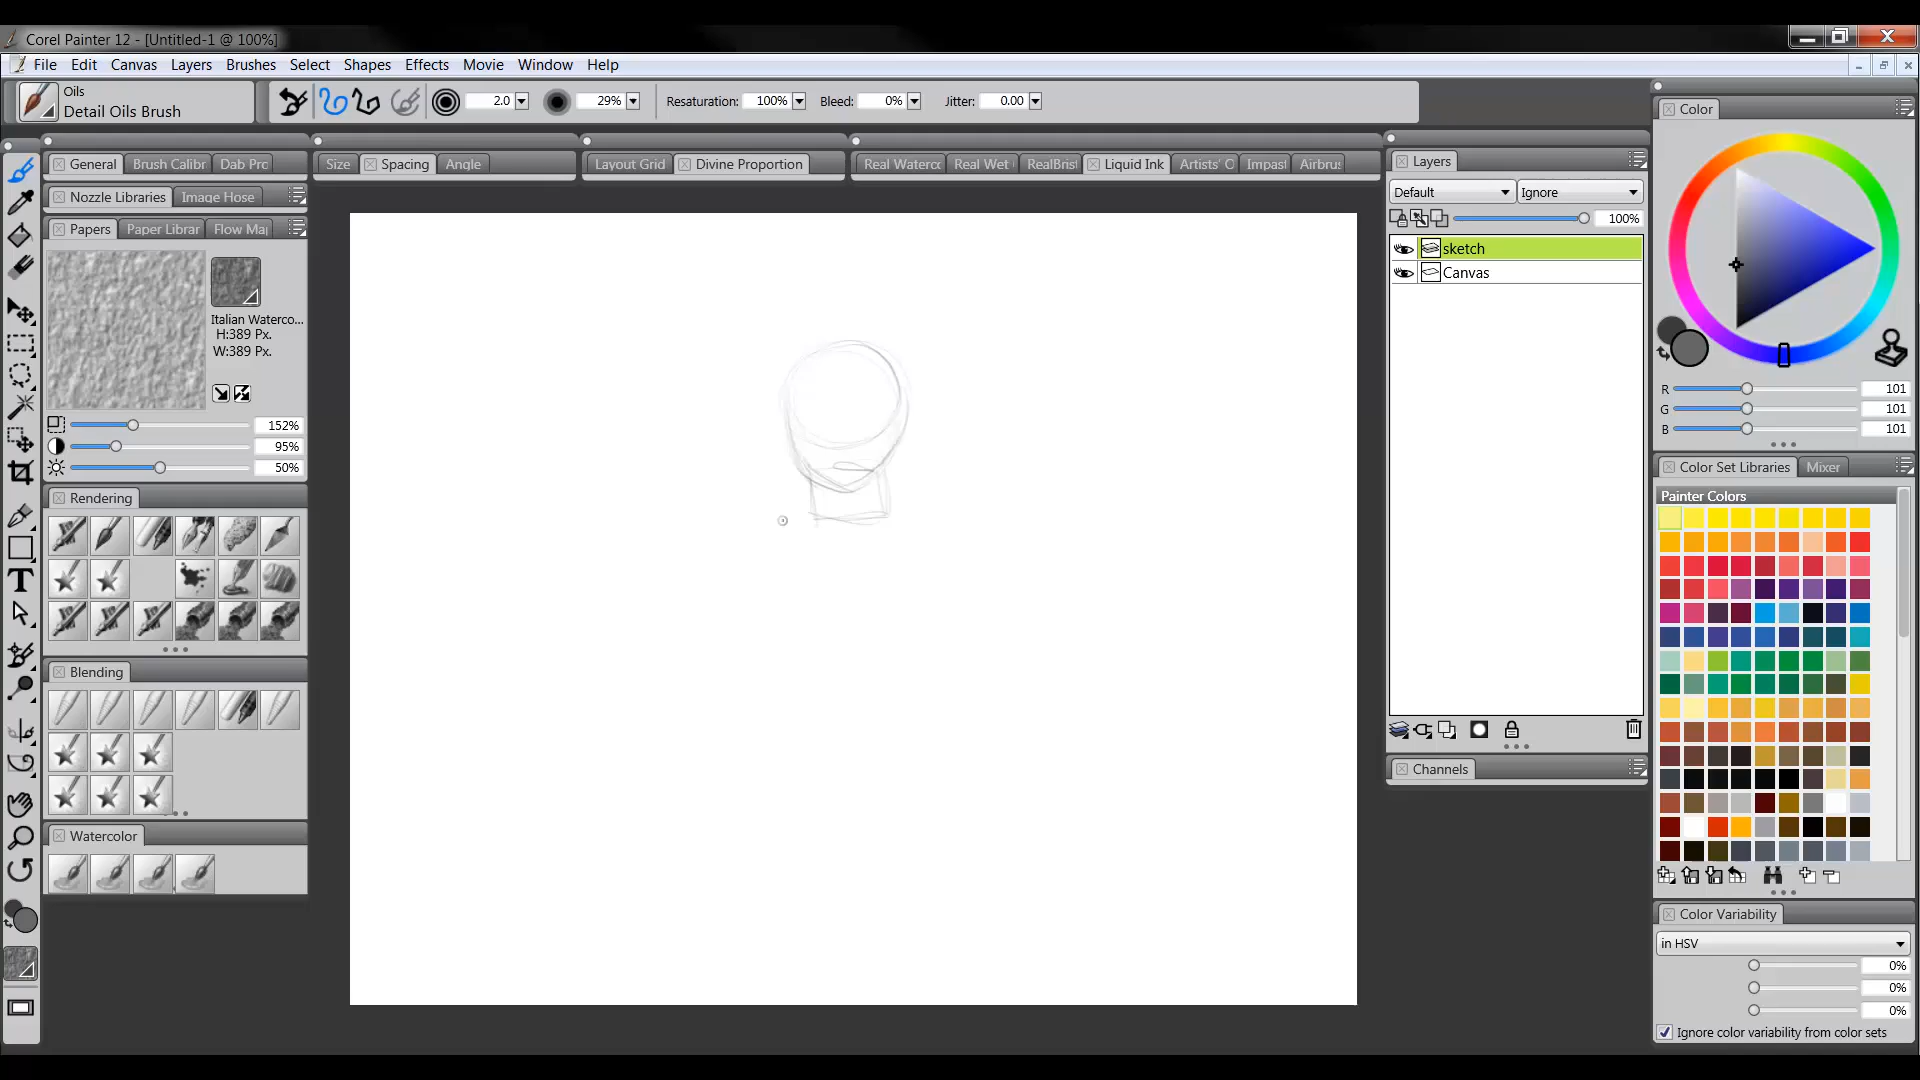 Corel Painter 12 - [Untitled-1 @ 100%]
File Edit Canvas Layers Brushes Select Shapes Effects Movie Window Help
Oils
Detail Oils Brush
2.0 29% Resaturation: 100% Bleed: 0% Jitter: 0.00
Color
General Brush Calibr Dab Pro Size Spacing Angle Layout Grid Divine Proportion Real Waterco Real Wet RealBrist Liquid Ink Artists' O Impast Airbrus Layers
Nozzle Libraries Image Hose
Default Ignore
100%
Papers Paper Librar Flow Ma
sketch
Canvas
Italian Waterco...
H:389 Px.
W:389 Px.
R 101
G 101
B 101
152%
95%
50%
Color Set Libraries Mixer
Painter Colors
Rendering
Blending
Channels
Watercolor
T
Color Variability
in HSV
0%
0%
0%
Ignore color variability from color sets